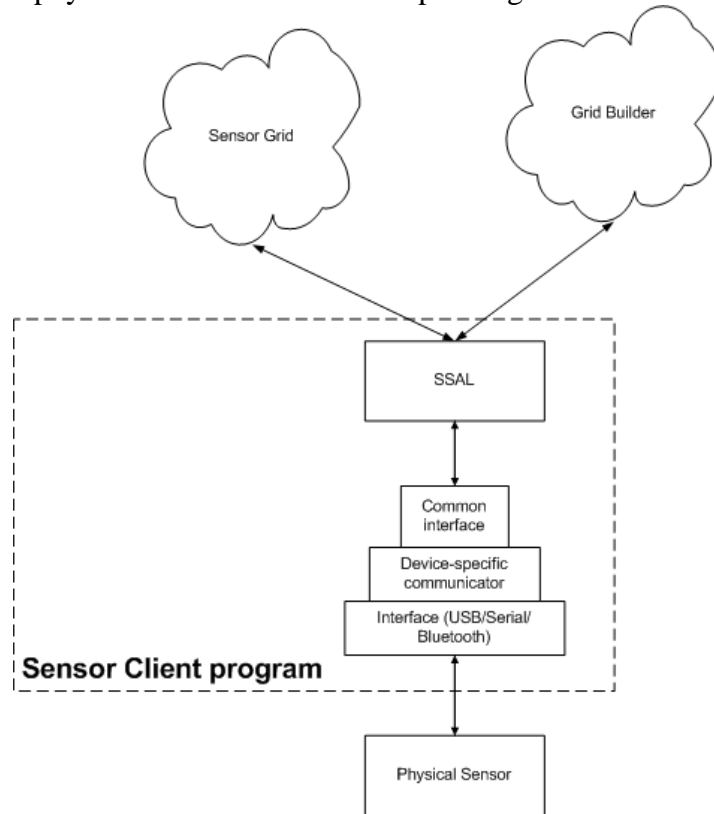 Sensor Grid
Grid Builder
SSAL
Common
interface
Device-specific
communicator
Interface (USB/Serial/
Bluetooth)
Sensor Client program
Physical Sensor